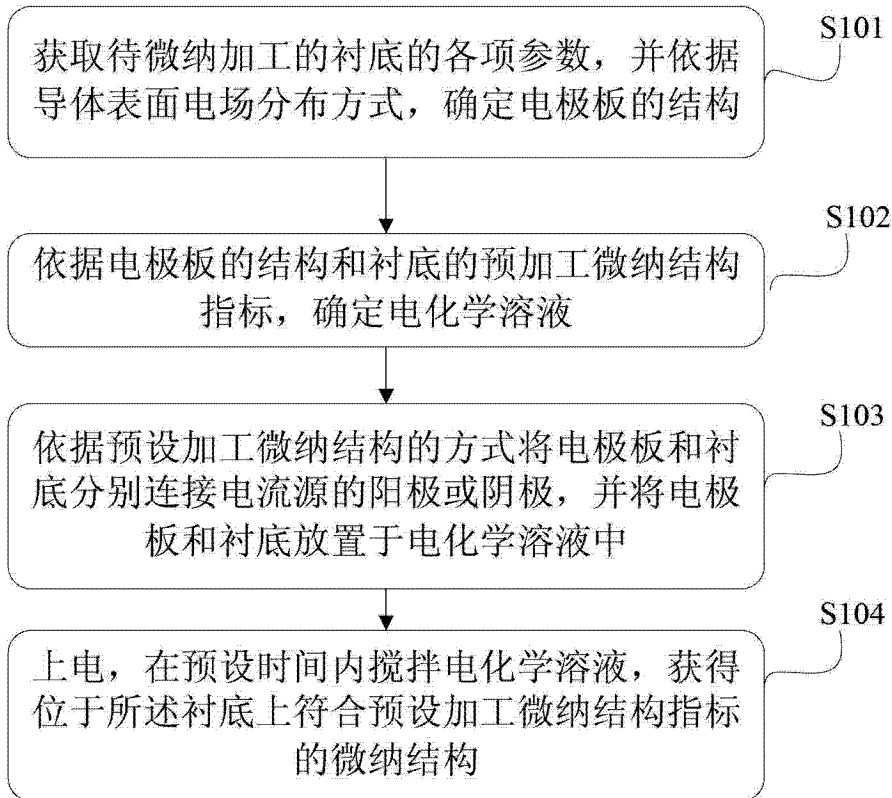 S101
获取待微纳加工的衬底的各项参数，并依据
导体表面电场分布方式，确定电极板的结构
S102
依据电极板的结构和衬底的预加工微纳结构
指标，确定电化学溶液
S103
依据预设加工微纳结构的方式将电极板和衬
底分别连接电流源的阳极或阴极，并将电极
板和衬底放置于电化学溶液中
S104
上电，在预设时间内搅拌电化学溶液，获得
位于所述衬底上符合预设加工微纳结构指标
的微纳结构